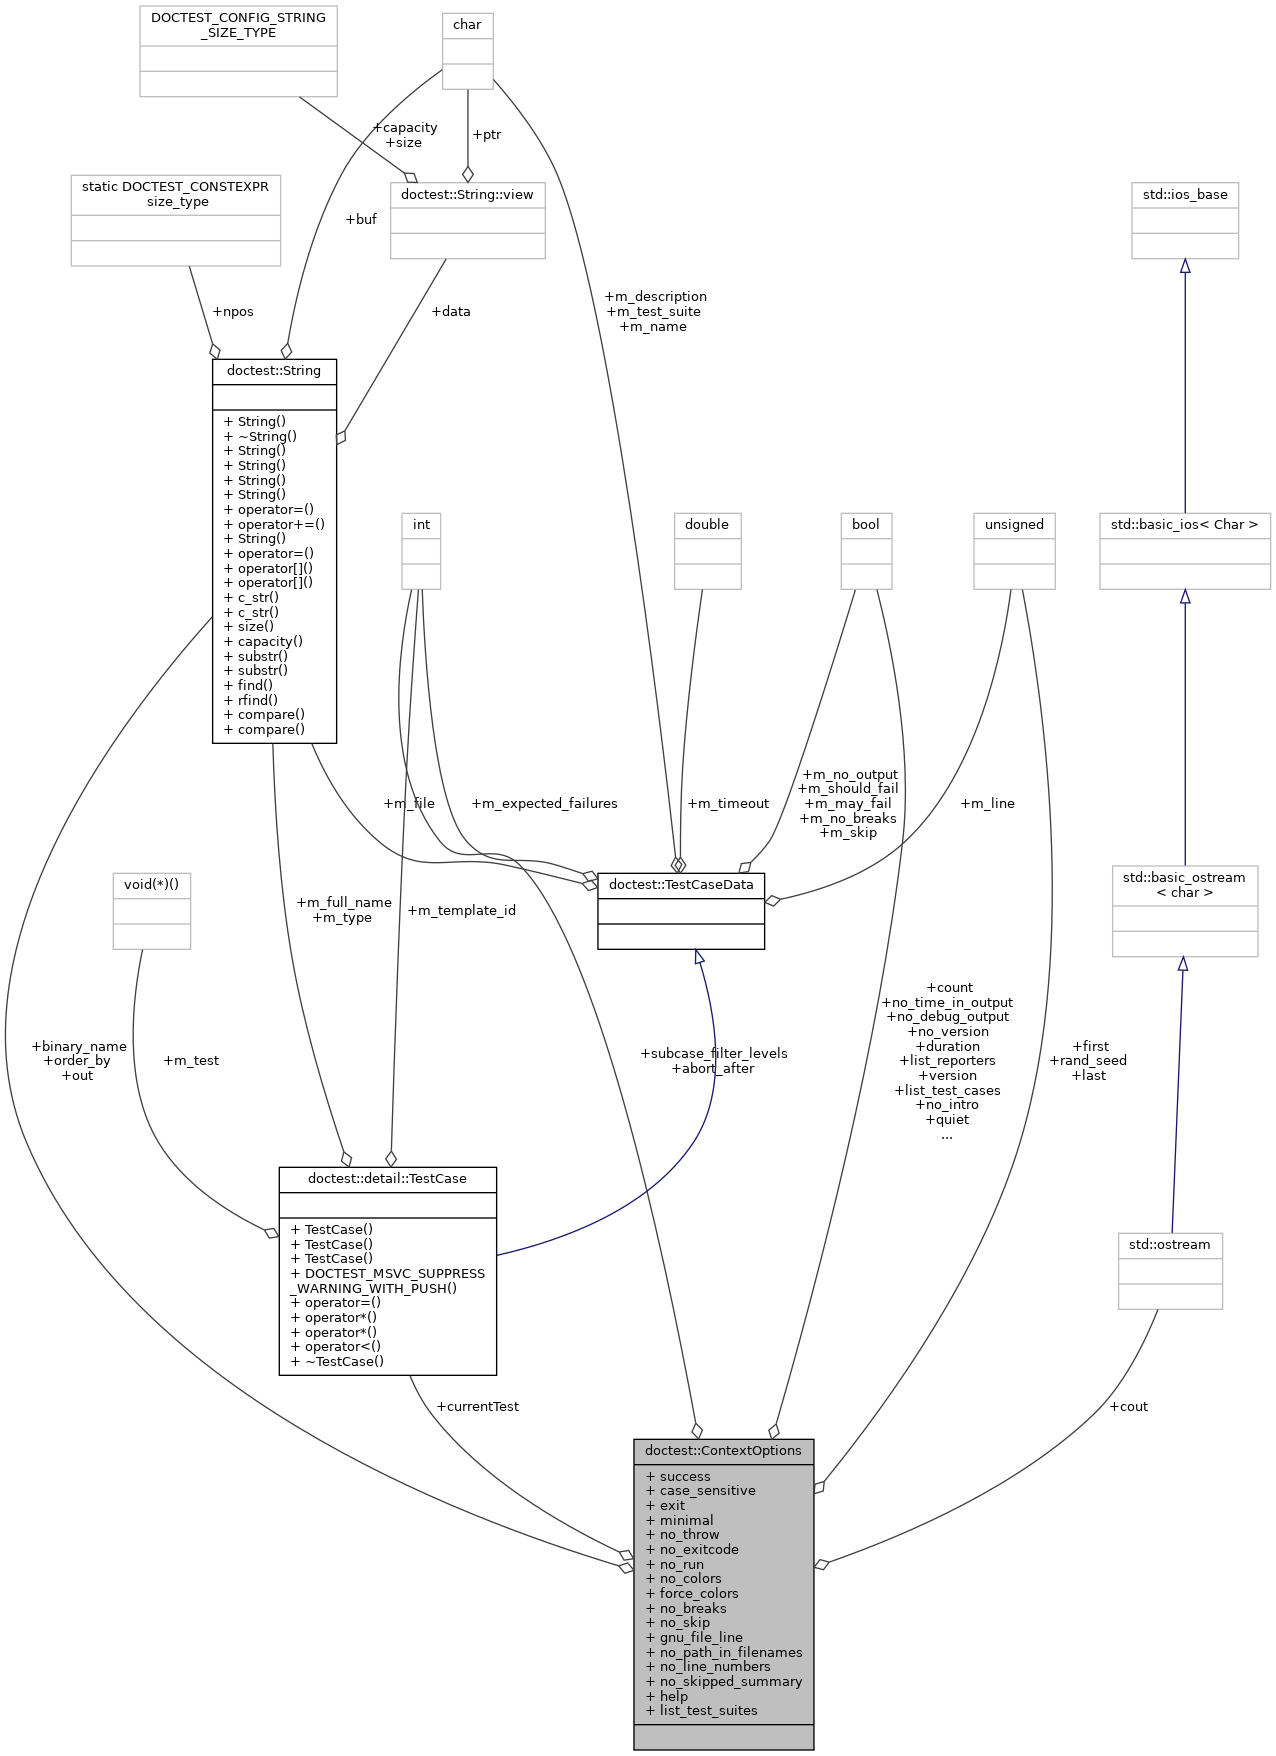 DOCTEST_CONFIG_STRING
_SIZE_TYPE
char
+capacity
+size
+ptr
static DOCTEST_CONSTEXPR
size_type
doctest::String::view
std::ios_base
+buf
+npos
+data
+m_description
+m_test_suite
+m_name
doctest::String
+ String()
+ ~String()
+ String()
+ String()
+ String()
+ String()
+ operator=()
+ operator+=()
+ String()
+ operator=()
+ operator[]()
+ operator[]()
+ c_str()
+ c_str()
+ size()
+ capacity()
+ substr()
+ substr()
+ find()
+ rfind()
+ compare()
+ compare()
int
double
bool
unsigned
std::basic_ios< Char >
+m_file
+m_expected_failures
+m_timeout
+m_no_output
+m_should_fail
+m_may_fail
+m_no_breaks
+m_skip
+m_line
void(*)()
doctest::TestCaseData
std::basic_ostream
< char >
+m_full_name
+m_type
+m_template_id
+binary_name
+order_by
+out
+m_test
+subcase_filter_levels
+abort_after
+count
+no_time_in_output
+no_debug_output
+no_version
+duration
+list_reporters
+version
+list_test_cases
+no_intro
+quiet
...
+first
+rand_seed
+last
doctest::detail::TestCase
+ TestCase()
+ TestCase()
+ TestCase()
+ DOCTEST_MSVC_SUPPRESS
_WARNING_WITH_PUSH()
+ operator=()
+ operator*()
+ operator*()
+ operator<()
+ ~TestCase()
std::ostream
+currentTest
+cout
doctest::ContextOptions
+ success
+ case_sensitive
+ exit
+ minimal
+ no_throw
+ no_exitcode
+ no_run
+ no_colors
+ force_colors
+ no_breaks
+ no_skip
+ gnu_file_line
+ no_path_in_filenames
+ no_line_numbers
+ no_skipped_summary
+ help
+ list_test_suites